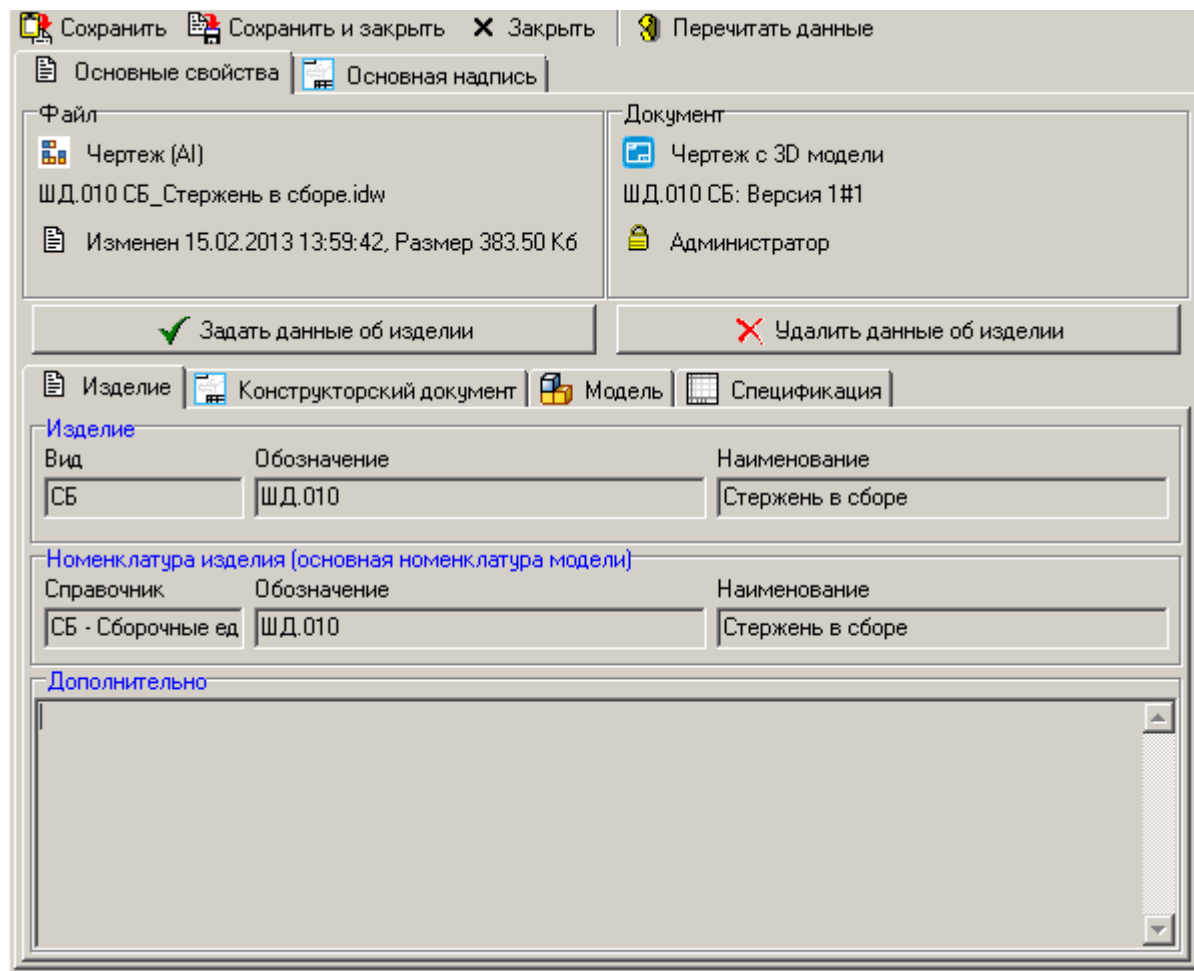 Сохранить Сохранить и закрыть Закрыть Перечитать данные
Основные свойства Основная надпись
Файл
Чертеж (AI)
ШД.010 СБ_Стержень в сборе.idw
Изменен 15.02.2013 13:59:42, Размер 383.50 Кб
Документ
Чертеж с 3D модели
ШД.010 СБ: Версия 1#1
Администратор
Задать данные об изделии Удалить данные об изделии
Изделие Конструкторский документ Модель Спецификация
Изделие
Вид Обозначение Наименование
СБ ШД.010 Стержень в сборе
Номенклатура изделия (основная номенклатура модели)
Справочник Обозначение Наименование
СБ - Сборочные ед ШД.010 Стержень в сборе
Дополнительно